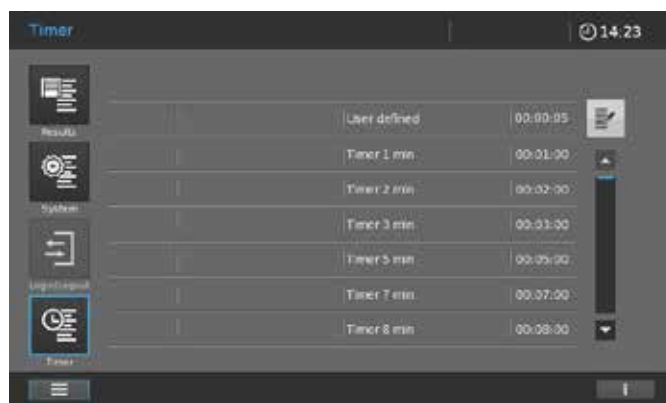 Timer
14:23
Results
User defined 00:00:05
Timer 1 min 00:01:00
System
Timer 2 min 00:02:00
Timer 3 min 00:03:00
Timer 5 min 00:05:00
Login/Logout
Timer 7 min 00:07:00
Timer 8 min 00:08:00
Timer
i